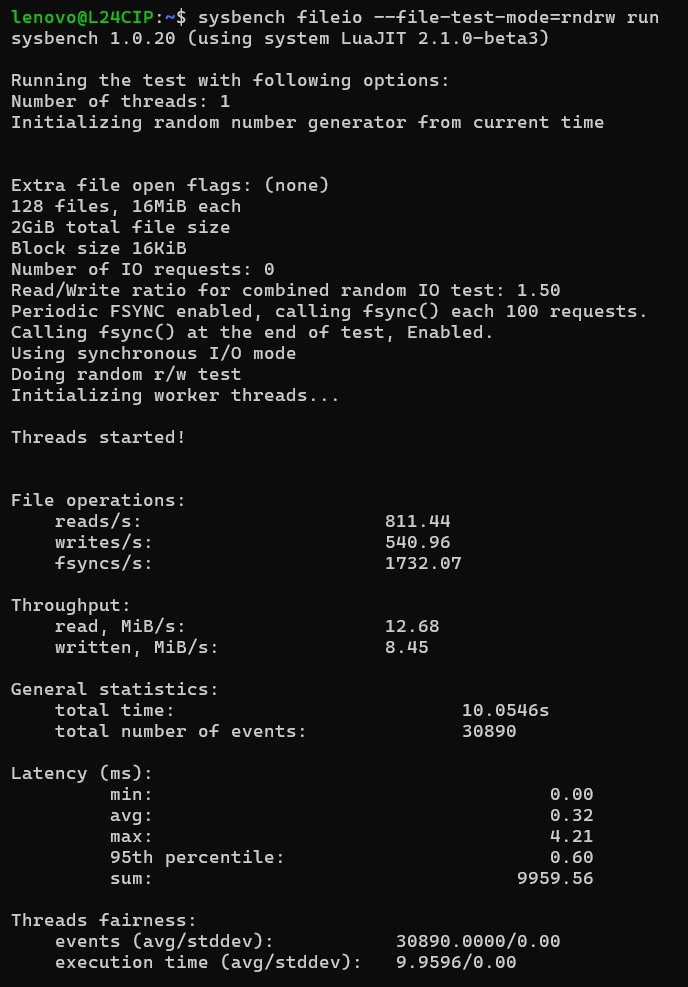 lenovo@L24CIP:~$ sysbench fileio --file-test-mode=rndrw run
sysbench 1.0.20 (using system LuaJIT 2.1.0-beta3)
Running the test with following options:
Number of threads: 1
Initializing random number generator from current time
Extra file open flags: (none)
128 files, 16MiB each
2GiB total file size
Block size 16KiB
Number of IO requests: 0
Read/Write ratio for combined random IO test: 1.50
Periodic FSYNC enabled, calling fsync() each 100 requests.
Calling fsync() at the end of test, Enabled.
Using synchronous I/O mode
Doing random r/w test
Initializing worker threads...
Threads started!
File operations:
reads/s: 811.44
writes/s: 540.96
fsyncs/s: 1732.07
Throughput:
read, MiB/s: 12.68
written, MiB/s: 8.45
General statistics:
total time: 10.0546s
total number of events: 30890
Latency (ms):
min: 0.00
avg: 0.32
max: 4.21
95th percentile: 0.60
sum: 9959.56
Threads fairness:
events (avg/stddev): 30890.0000/0.00
execution time (avg/stddev): 9.9596/0.00